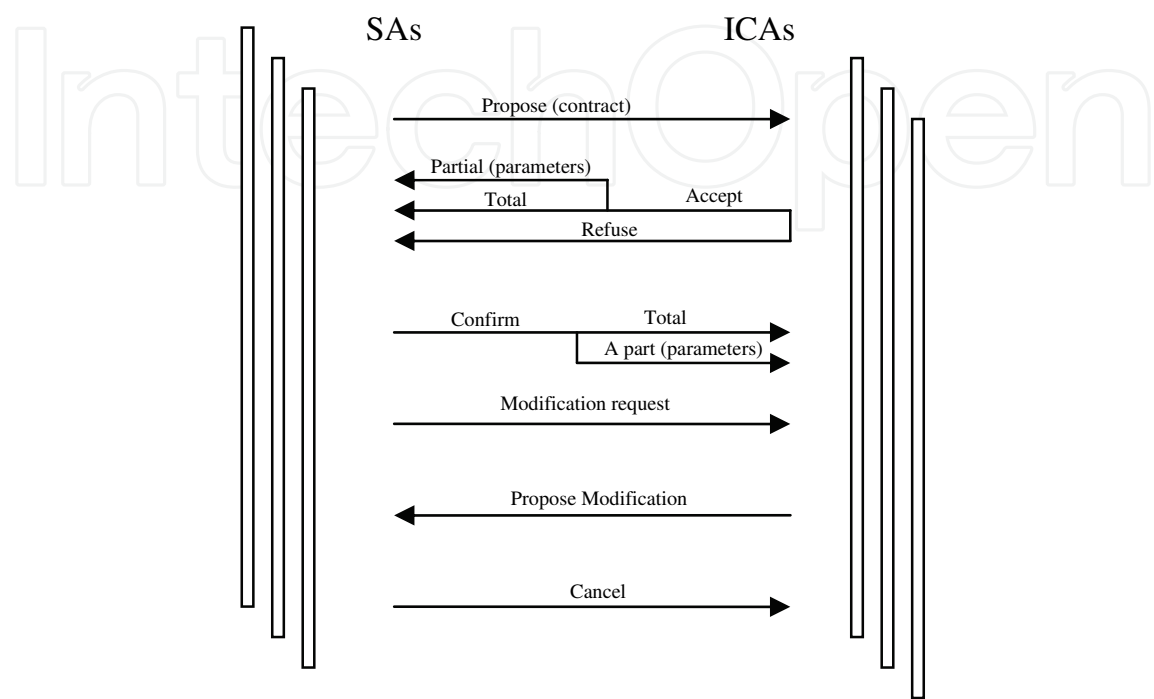 IntechOpen
SAs ICAs
Propose (contract)
Partial (parameters)
Total Accept
Refuse
Confirm Total
A part (parameters)
Modification request
Propose Modification
Cancel